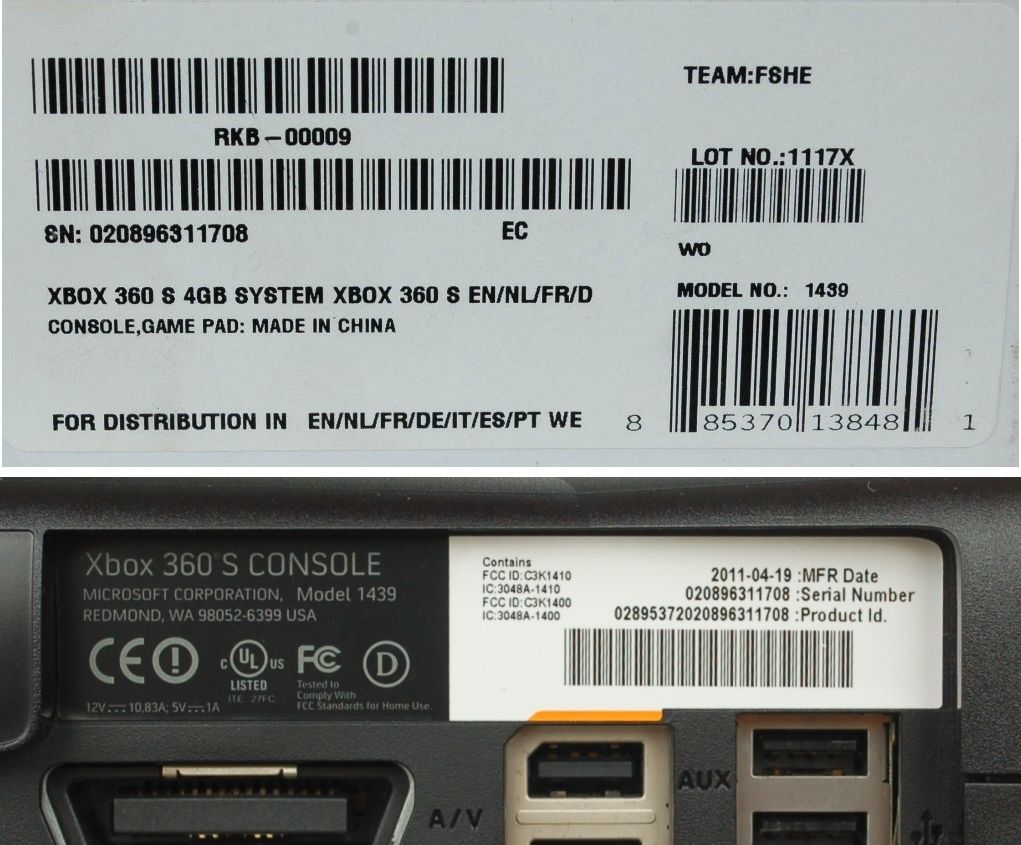 TEAM:FSHE
RKB-00009
LOT NO.:1117X
SN: 020896311708 EC
WO
XBOX 360 S 4GB SYSTEM XBOX 360 S EN/NL/FR/D
MODEL NO.: 1439
CONSOLE,GAME PAD: MADE IN CHINA
FOR DISTRIBUTION IN EN/NL/FR/DE/IT/ES/PT WE
8 85370 13848 1
Xbox 360 S CONSOLE
MICROSOFT CORPORATION, Model 1439
REDMOND, WA 98052-6399 USA
CE
C UL US
LISTED
I.T.E. 27FC
FC
Tested to
Comply With
FCC Standards for Home Use.
D
12V 10,83A; 5V 1A
Contains
FCC ID:C3K1410
IC:3048A-1410
FCC ID:C3K1400
IC:3048A-1400
2011-04-19 :MFR Date
020896311708 :Serial Number
02895372020896311708 :Product Id.
A/V
AUX